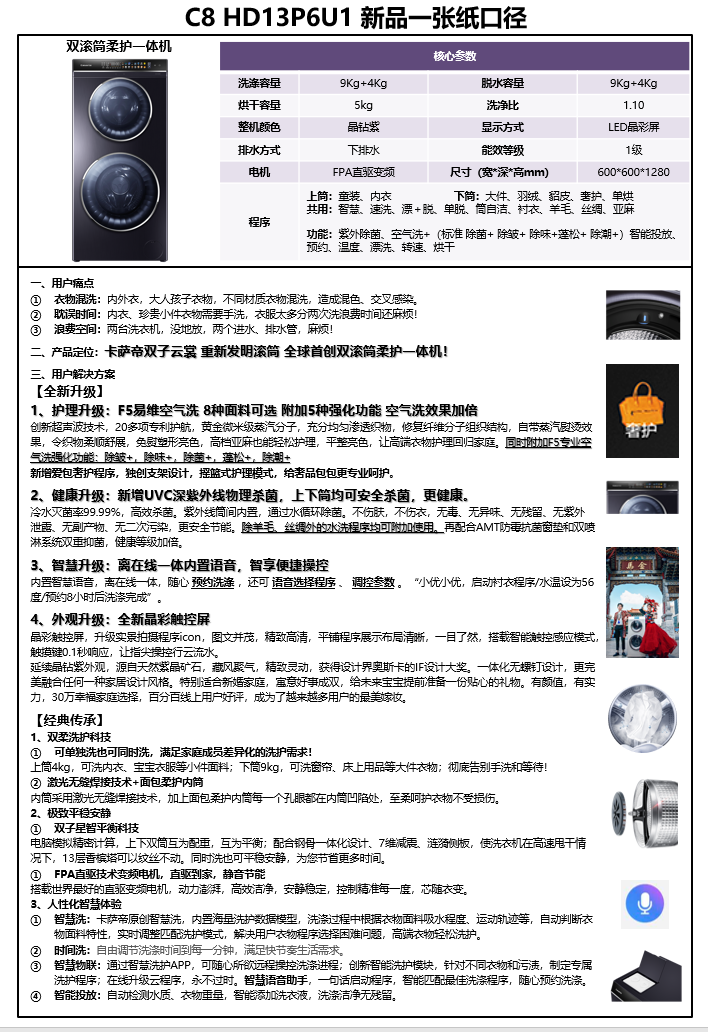 C8 HD13P6U1 新品一张纸口径
双滚筒柔护一体机
核心参数
洗涤容量 9Kg+4Kg 脱水容量 9Kg+4Kg
烘干容量 5kg 洗净比 1.10
整机颜色 晶钻紫 显示方式 LED晶彩屏
排水方式 下排水 能效等级 1级
电机 FPA直驱变频 尺寸（宽*深*高mm） 600*600*1280
程序
上筒：童装、内衣 下筒：大件、羽绒、貂皮、奢护、单烘
共用：智慧、速洗、漂+脱、单脱、筒自洁、衬衣、羊毛、丝绸、亚麻
功能：紫外除菌、空气洗+（标准 除菌+ 除皱+ 除味+蓬松+ 除潮+）智能投放、
预约、温度、漂洗、转速、烘干
一、用户痛点
① 衣物混洗：内外衣，大人孩子衣物，不同材质衣物混洗，造成混色、交叉感染。
② 耽误时间：内衣、珍贵小件衣物需要手洗，衣服太多分两次洗浪费时间还麻烦！
③ 浪费空间：两台洗衣机，没地放，两个进水、排水管，麻烦！
二、产品定位：卡萨帝双子云裳 重新发明滚筒 全球首创双滚筒柔护一体机！
三、用户解决方案
【全新升级】
1、护理升级：F5易维空气洗 8种面料可选 附加5种强化功能 空气洗效果加倍
创新超声波技术，20多项专利护航，黄金微米级蒸汽分子，充分均匀渗透织物，修复纤维分子组织结构，自带蒸汽熨烫效
果，令织物柔顺舒展，免熨塑形亮色，高档亚麻也能轻松护理，平整亮色，让高端衣物护理回归家庭。同时附加F5专业空
气洗强化功能：除皱+，除味+，除菌+，蓬松+，除潮+
新增爱包奢护程序，独创支架设计，摇篮式护理模式，给奢品包包更专业呵护。
奢护
2、健康升级：新增UVC深紫外线物理杀菌，上下筒均可安全杀菌，更健康。
冷水灭菌率99.99%，高效杀菌。紫外线筒间内置，通过水循环除菌。不伤肤，不伤衣，无毒、无异味、无残留、无紫外
泄露、无副产物、无二次污染，更安全节能。除羊毛、丝绸外的水洗程序均可附加使用。再配合AMT防霉抗菌窗垫和双喷
淋系统双重抑菌，健康等级加倍。
3、智慧升级：离在线一体内置语音，智享便捷操控
内置智慧语音，离在线一体，随心 预约洗涤 ，还可 语音选择程序 、 调控参数 。“小优小优，启动衬衣程序/水温设为56
度/预约8小时后洗涤完成”。
4、外观升级：全新晶彩触控屏
晶彩触控屏，升级实景拍摄程序icon，图文并茂，精致高清，平铺程序展示布局清晰，一目了然，搭载智能触控感应模式，
触摸键0.1秒响应，让指尖操控行云流水。
延续晶钻紫外观，源自天然紫晶矿石，藏风聚气，精致灵动，获得设计界奥斯卡的IF设计大奖。一体化无螺钉设计，更完
美融合任何一种家居设计风格。特别适合新婚家庭，寓意好事成双，给未来宝宝提前准备一份贴心的礼物。有颜值，有实
力，30万幸福家庭选择，百分百线上用户好评，成为了越来越多用户的最美嫁妆。
【经典传承】
1、双柔洗护科技
① 可单独洗也可同时洗，满足家庭成员差异化的洗护需求！
上筒4kg，可洗内衣、宝宝衣服等小件面料；下筒9kg，可洗窗帘、床上用品等大件衣物；彻底告别手洗和等待！
② 激光无缝焊接技术+面包柔护内筒
内筒采用激光无缝焊接技术，加上面包柔护内筒每一个孔眼都在内筒凹陷处，至柔呵护衣物不受损伤。
2、极致平稳安静
① 双子星智平衡科技
电脑模拟精密计算，上下双筒互为配重，互为平衡；配合钢骨一体化设计、7维减震、涟漪侧板，使洗衣机在高速甩干情
况下，13层香槟塔可以纹丝不动。同时洗也可平稳安静，为您节省更多时间。
① FPA直驱技术变频电机，直驱到家，静音节能
搭载世界最好的直驱变频电机，动力澎湃，高效洁净，安静稳定，控制精准每一度，芯随衣变。
3、人性化智慧体验
① 智慧洗：卡萨帝原创智慧洗，内置海量洗护数据模型，洗涤过程中根据衣物面料吸水程度、运动轨迹等，自动判断衣
物面料特性，实时调整匹配洗护模式，解决用户衣物程序选择困难问题，高端衣物轻松洗护。
② 时间洗：自由调节洗涤时间到每一分钟，满足快节奏生活需求。
③ 智慧物联：通过智慧洗护APP，可随心所欲远程操控洗涤进程；创新智能洗护模块，针对不同衣物和污渍，制定专属
洗护程序；在线升级云程序，永不过时。智慧语音助手，一句话启动程序，智能匹配最佳洗涤程序，随心预约洗涤。
④ 智能投放：自动检测水质、衣物重量，智能添加洗衣液，洗涤洁净无残留。